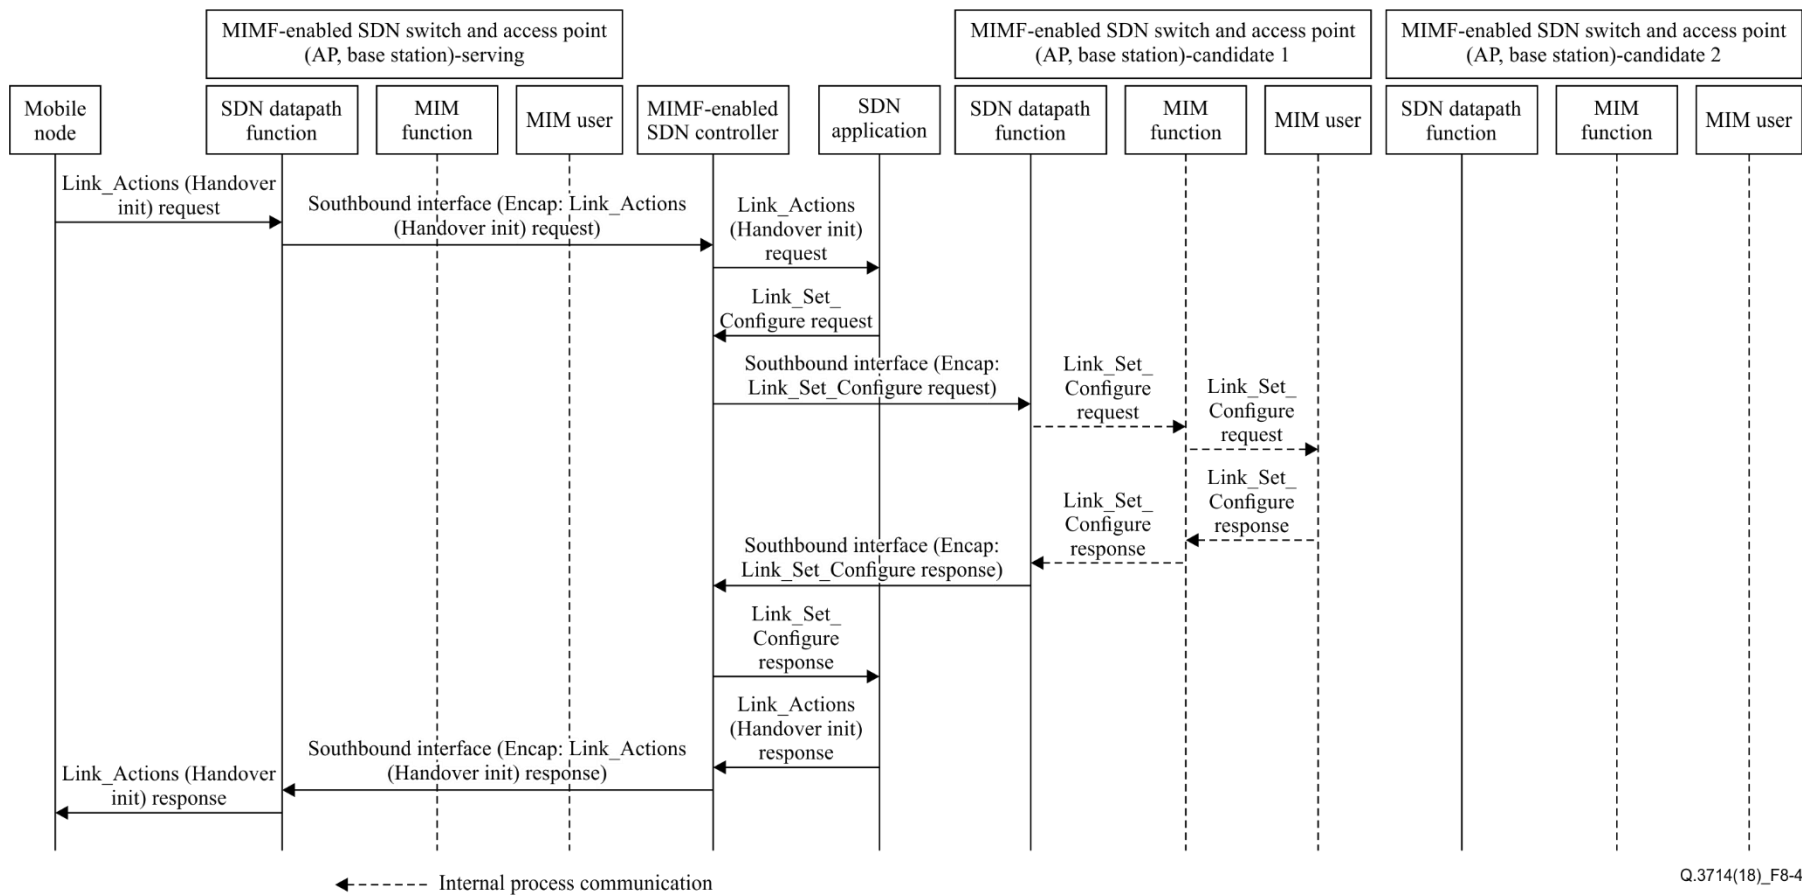 MIMF-enabled SDN switch and access point
(AP, base station)-serving
MIMF-enabled SDN switch and access point
(AP, base station)-candidate 1
MIMF-enabled SDN switch and access point
(AP, base station)-candidate 2
Mobile
node
SDN datapath
function
MIM
function
MIM user
MIMF-enabled
SDN controller
SDN
application
SDN datapath
function
MIM
function
MIM user
SDN datapath
function
MIM
function
MIM user
Link_Actions (Handover
init) request
Southbound interface (Encap: Link_Actions
(Handover init) request)
Link_Actions
(Handover init)
request
Link_Set_
Configure request
Southbound interface (Encap:
Link_Set_Configure request)
Link_Set_
Configure
request
Link_Set_
Configure
request
Link_Set_
Configure
response
Link_Set_
Configure
response
Southbound interface (Encap:
Link_Set_Configure response)
Link_Set_
Configure
response
Link_Actions
(Handover init)
response
Southbound interface (Encap: Link_Actions
(Handover init) response)
Link_Actions (Handover
init) response
Internal process communication
Q.3714(18)_F8-4